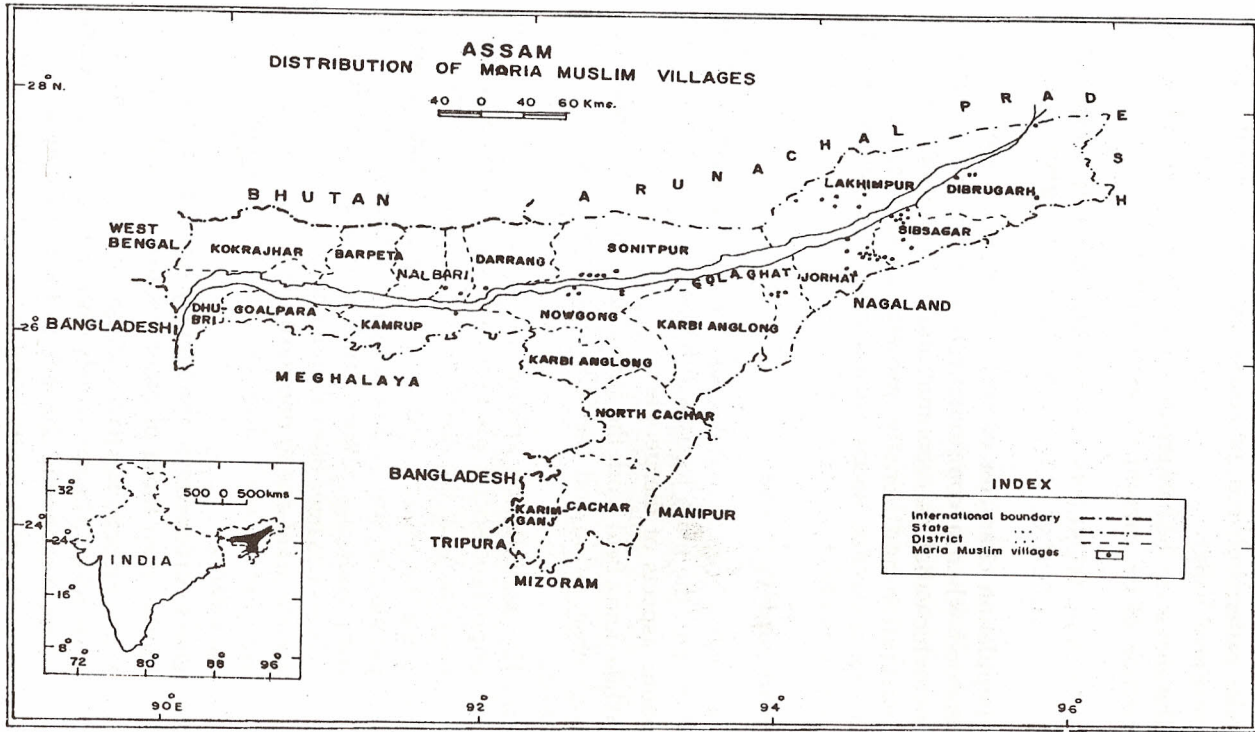 ASSAM
DISTRIBUTION OF MARIA MUSLIM VILLAGES
40 0 40 60 Kms.
28° N.
26°
24°
90°E
92°
94°
96°
BHUTAN
ARUNACHAL PRADESH
WEST
BENGAL
KOKRAJHAR
BARPETA
NALBARI
DARRANG
SONITPUR
LAKHIMPUR
DIBRUGARH
SIBSAGAR
JORHAT
GOLAGHAT
NAGALAND
BANGLADESH
DHU-
BRI
GOALPARA
KAMRUP
NOWGONG
KARBI ANGLONG
KARBI ANGLONG
MEGHALAYA
NORTH CACHAR
BANGLADESH
KARIM-
GANJ
CACHAR
MANIPUR
TRIPURA
MIZORAM
500 0 500kms
32°
24°
16°
8°
INDIA
72°
80°
88°
96°
INDEX
International boundary
State
District
Maria Muslim villages